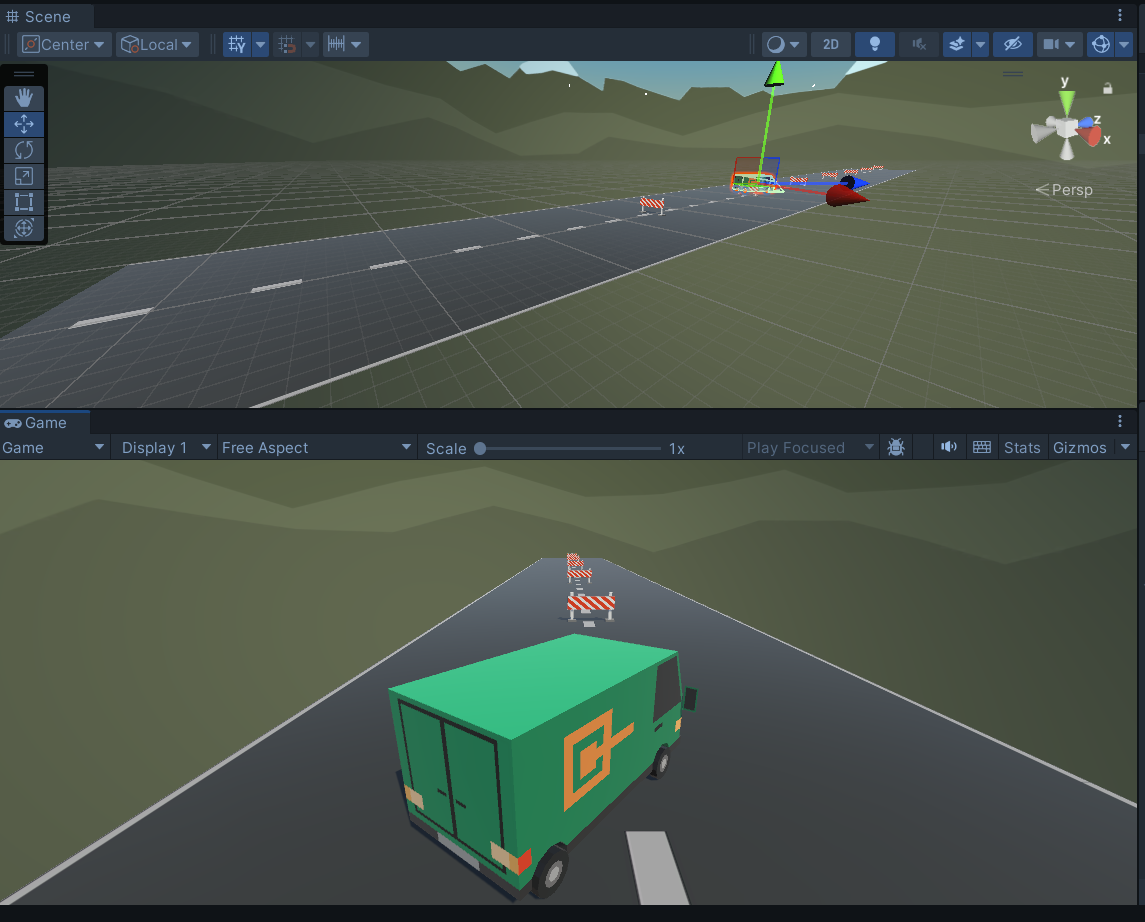 Scene
Center Local 2D
y
z
x
Persp
Game
Game Display 1 Free Aspect Scale 1x Play Focused Stats Gizmos